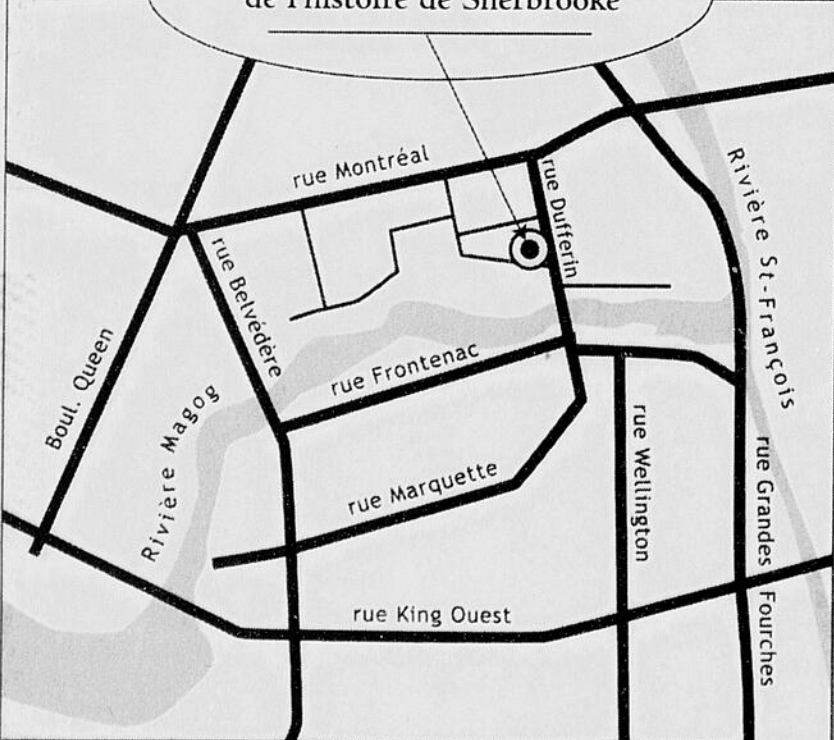 de l'histoire de Sherbrooke
rue Montréal
rue Dufferin
Rivière St-François
rue Belvédère
Boul. Queen
rue Frontenac
Rivière Magog
rue Marquette
rue Wellington
rue Grandes Fourches
rue King Ouest